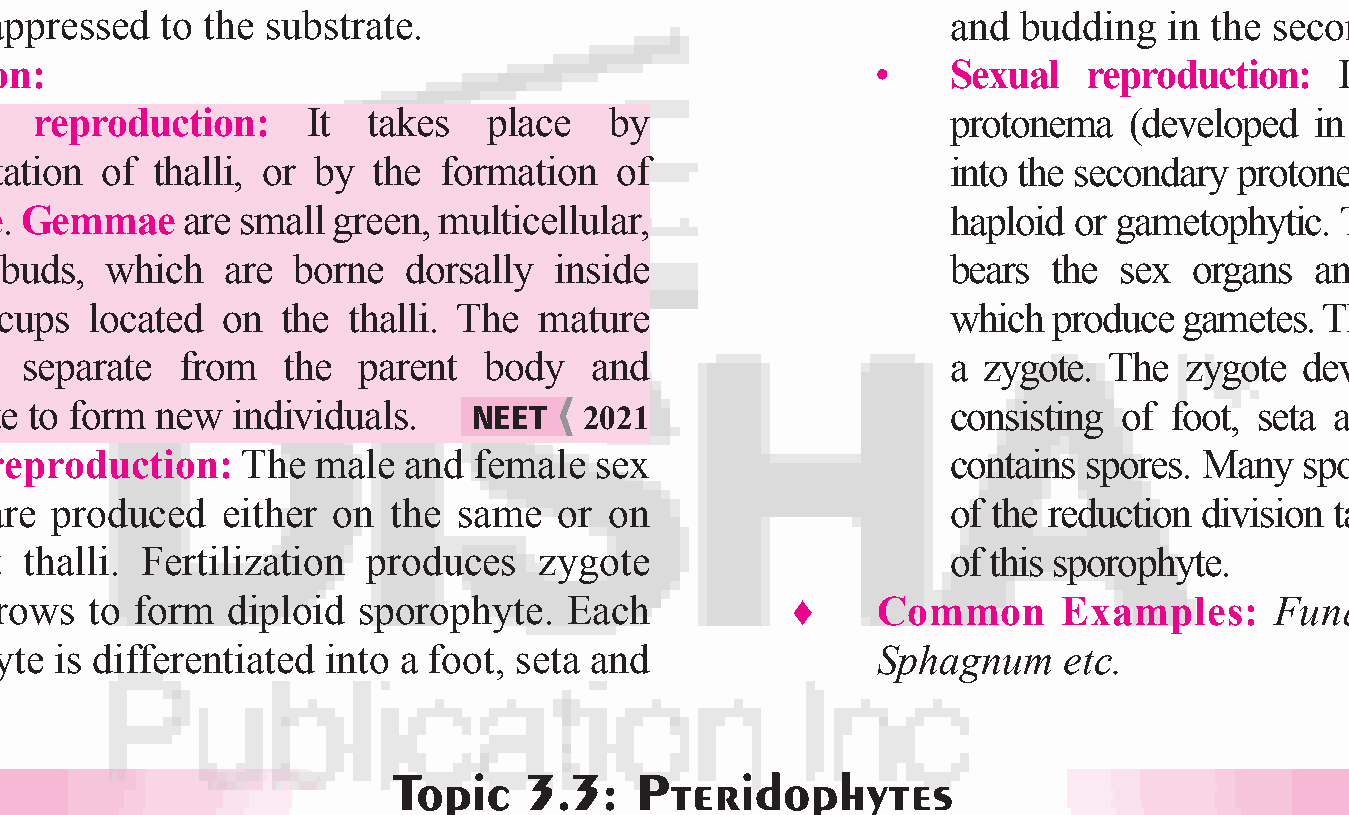 appressed to the substrate.
on:
reproduction: It takes place by
tation of thalli, or by the formation of
e. Gemmae are small green, multicellular,
buds, which are borne dorsally inside
cups located on the thalli. The mature
separate from the parent body and
te to form new individuals. NEET 2021
reproduction: The male and female sex
are produced either on the same or on
t thalli. Fertilization produces zygote
rows to form diploid sporophyte. Each
yte is differentiated into a foot, seta and
and budding in the secon
• Sexual reproduction: I
protonema (developed in
into the secondary protone
haploid or gametophytic. T
bears the sex organs an
which produce gametes. Th
a zygote. The zygote dev
consisting of foot, seta a
contains spores. Many spo
of the reduction division ta
of this sporophyte.
♦ Common Examples: Funa
Sphagnum etc.
DISHA
Publication Inc
Topic 3.3: Pteridophytes